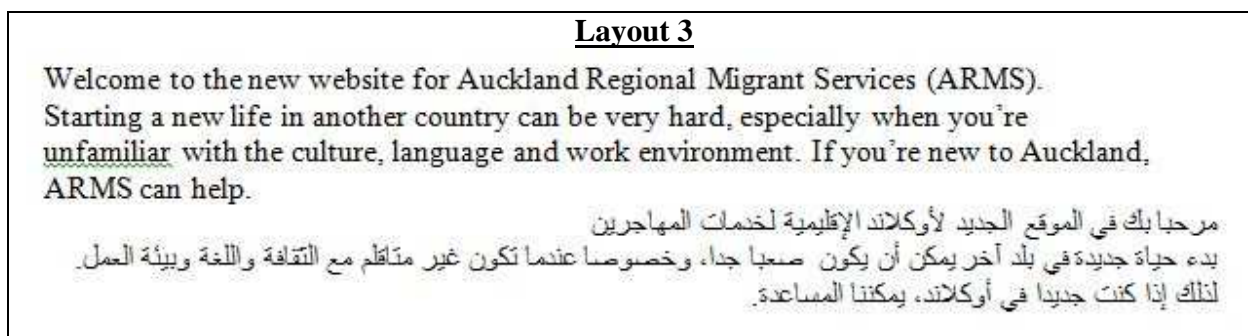 Layout 3
Welcome to the new website for Auckland Regional Migrant Services (ARMS).
Starting a new life in another country can be very hard, especially when you're
unfamiliar with the culture, language and work environment. If you're new to Auckland,
ARMS can help.
مرحبا بك في الموقع الجديد لأوكلاند الإقليمية لخدمات المهاجرين
بدء حياة جديدة في بلد آخر يمكن أن يكون صعبا جدا، وخصوصا عندما تكون غير متاقلم مع الثقافة واللغة وبيئة العمل.
لذلك إذا كنت جديدا في أوكلاند، يمكننا المساعدة.